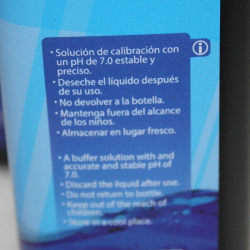 • Solución de calibración con
un pH de 7.0 estable y
preciso.
• Deseche el líquido después
de su uso.
• No devolver a la botella.
• Mantenga fuera del alcance
de los niños.
• Almacenar en lugar fresco.
• A buffer solution with and
accurate and stable pH of
7.0.
• Discard the liquid after use.
• Do not return to bottle.
• Keep out of the reach of
children.
• Store in a cool place.
i